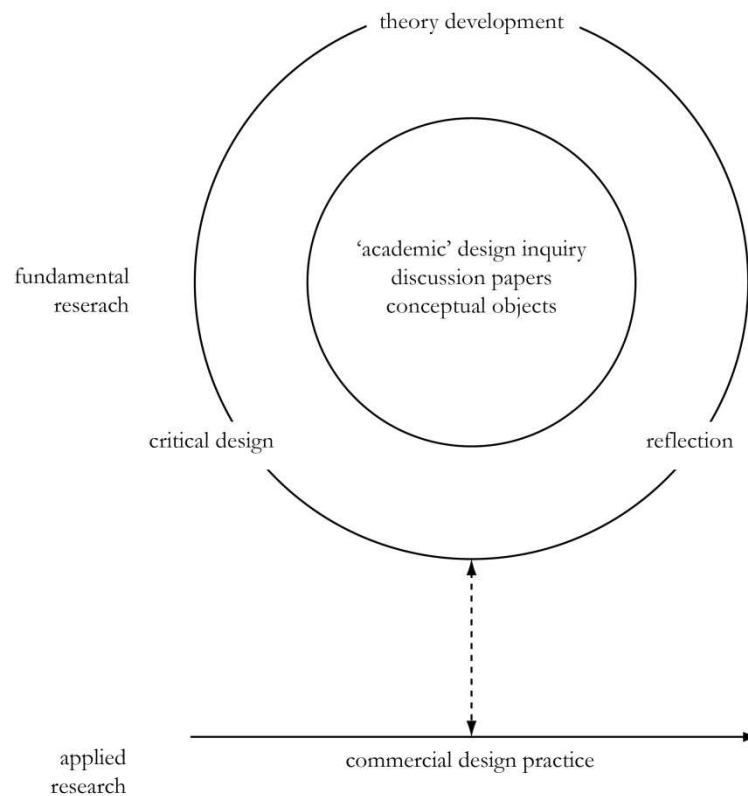 theory development
‘academic’ design inquiry
discussion papers
conceptual objects
fundamental
reserach
critical design
reflection
commercial design practice
applied
research